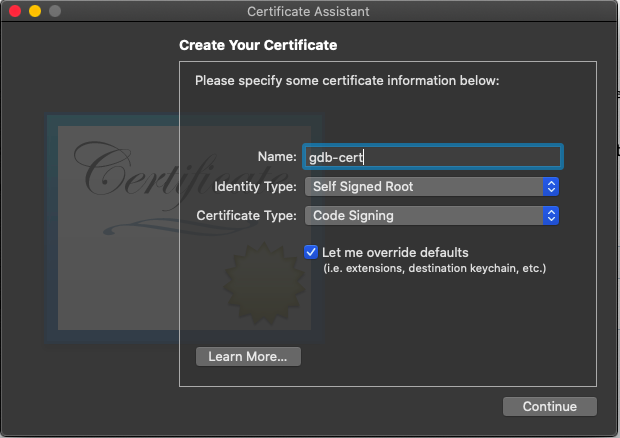 Certificate Assistant
Create Your Certificate
Please specify some certificate information below:
Certificate
Name: gdb-cert
Identity Type: Self Signed Root
Certificate Type: Code Signing
Let me override defaults
(i.e. extensions, destination keychain, etc.)
Learn More...
Continue